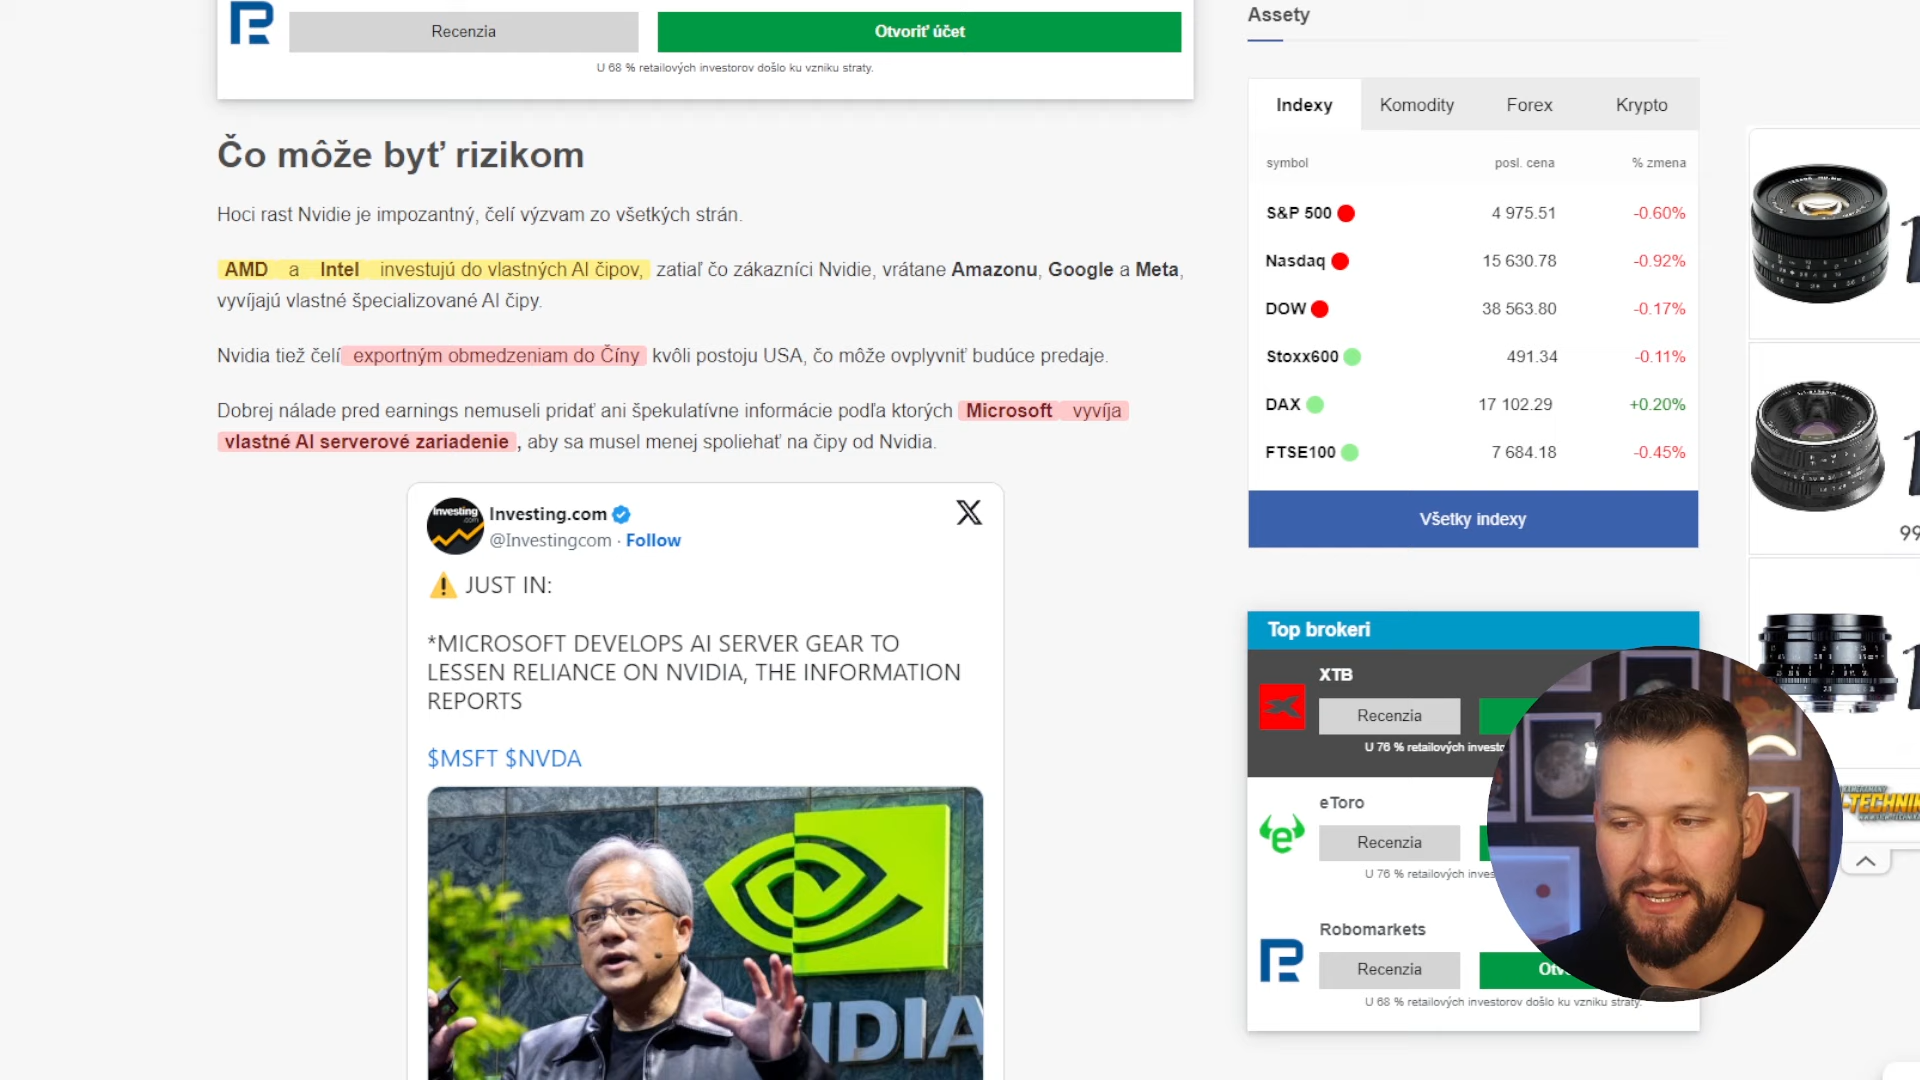 Recenzia
Otvoriť účet
U 68 % retailových investorov došlo ku vzniku straty.
Čo môže byť rizikom
Hoci rast Nvidie je impozantný, čelí výzvam zo všetkých strán.
AMD a Intel investujú do vlastných AI čipov, zatiaľ čo zákazníci Nvidie, vrátane Amazonu, Google a Meta,
vyvíjajú vlastné špecializované AI čipy.
Nvidia tiež čelí exportným obmedzeniam do Číny kvôli postoju USA, čo môže ovplyvniť budúce predaje.
Dobrej nálade pred earnings nemuseli pridať ani špekulatívne informácie podľa ktorých Microsoft vyvíja
vlastné AI serverové zariadenie, aby sa musel menej spoliehať na čipy od Nvidia.
Investing.com
Investing.com
@Investingcom · Follow
JUST IN:
*MICROSOFT DEVELOPS AI SERVER GEAR TO
LESSEN RELIANCE ON NVIDIA, THE INFORMATION
REPORTS
$MSFT $NVDA
Assety
Indexy Komodity Forex Krypto
symbol posl. cena % zmena
S&P 500 4 975.51 -0.60%
Nasdaq 15 630.78 -0.92%
DOW 38 563.80 -0.17%
Stoxx600 491.34 -0.11%
DAX 17 102.29 +0.20%
FTSE100 7 684.18 -0.45%
Všetky indexy
Top brokeri
XTB
Recenzia
U 76 % retailových
eToro
Recenzia
U 76 % retailových
Robomarkets
Recenzia
U 68 % retailových investorov došlo ku vzniku straty.
99